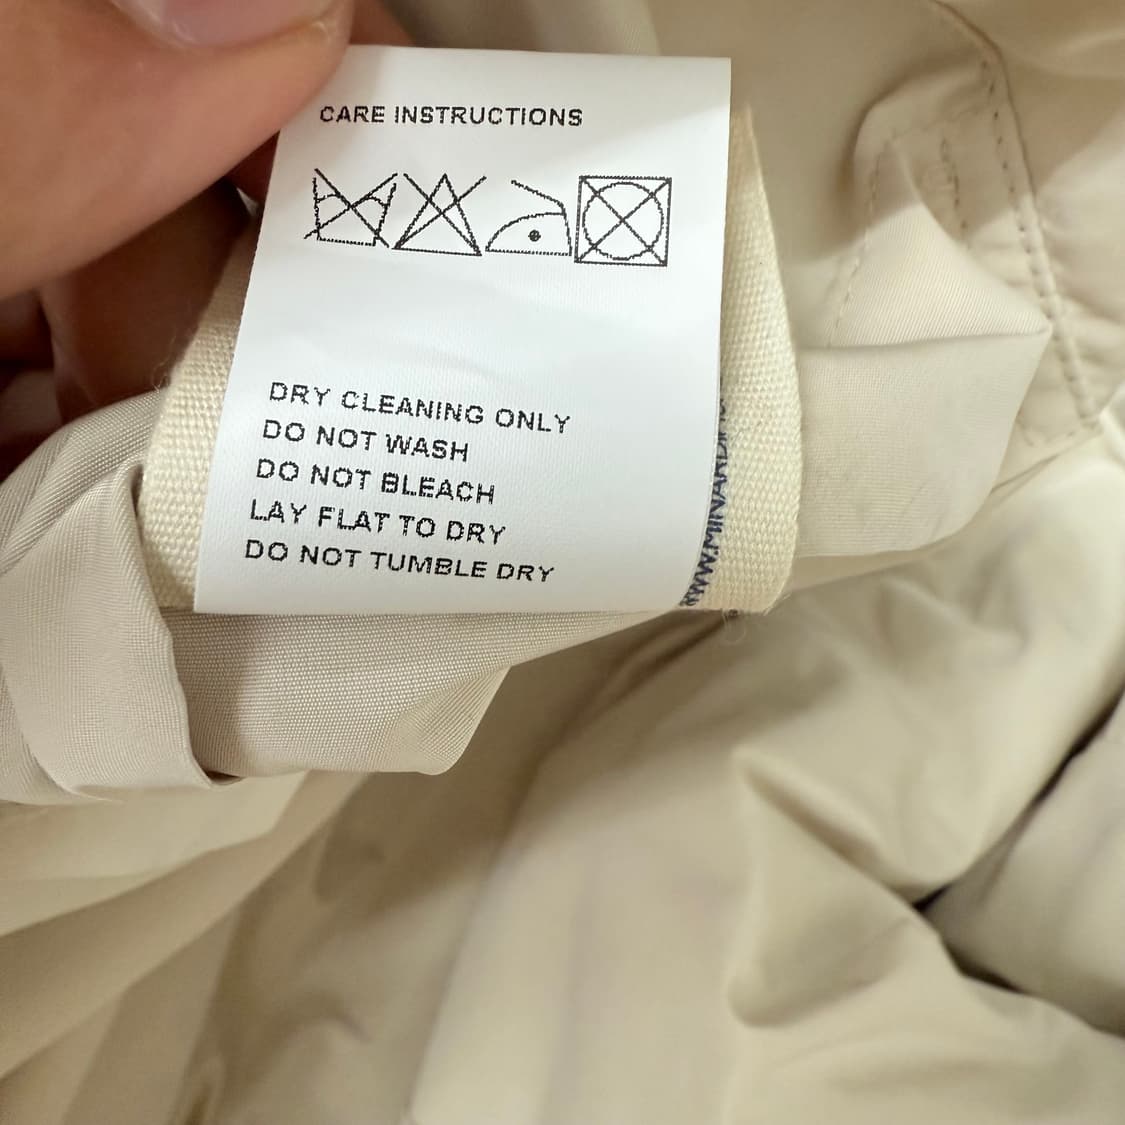 CARE INSTRUCTIONS
DRY CLEANING ONLY
DO NOT WASH
DO NOT BLEACH
LAY FLAT TO DRY
DO NOT TUMBLE DRY